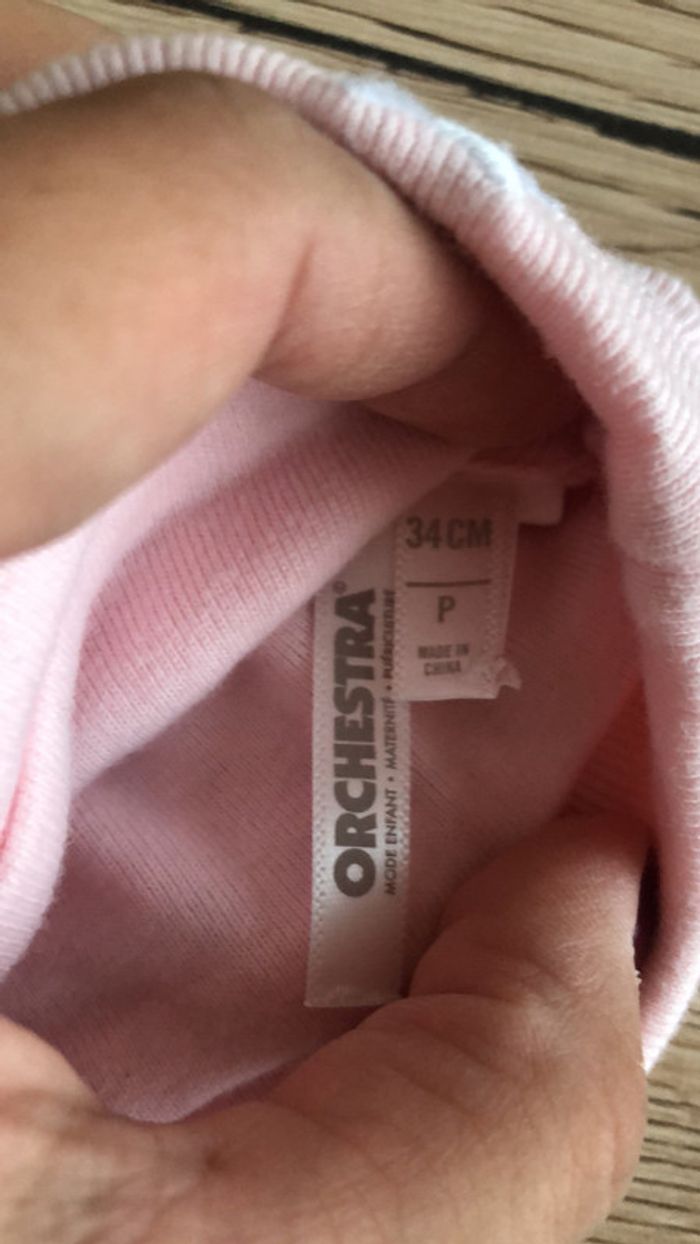 34CM
P
MADE IN
CHINA
ORCHESTRA®
MODE ENFANT • MATERNITÉ • PUÉRICULTURE